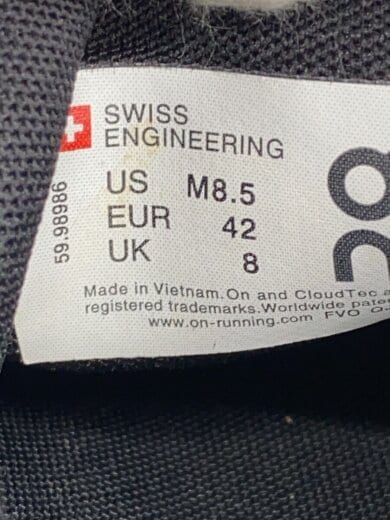 SWISS
ENGINEERING
US M8.5
EUR 42
UK 8
59.98986
Made in Vietnam. On and CloudTec a
registered trademarks. Worldwide pate
www.on-running.com FVO